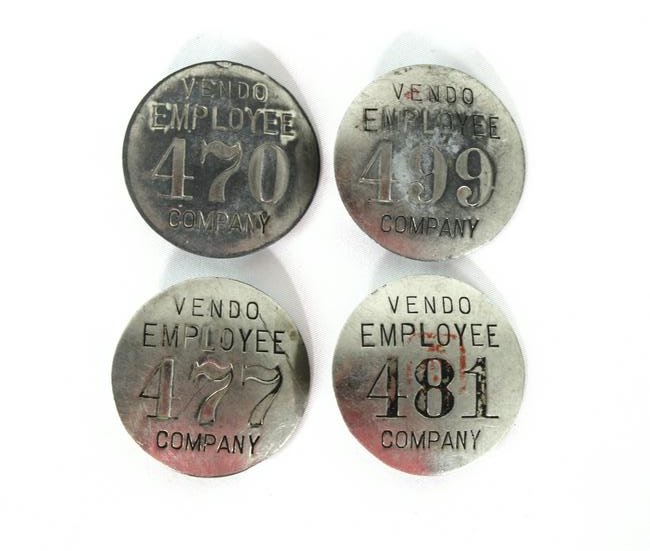 VENDO
EMPLOYEE
470
COMPANY
VENDO
EMPLOYEE
499
COMPANY
VENDO
EMPLOYEE
477
COMPANY
VENDO
EMPLOYEE
481
COMPANY